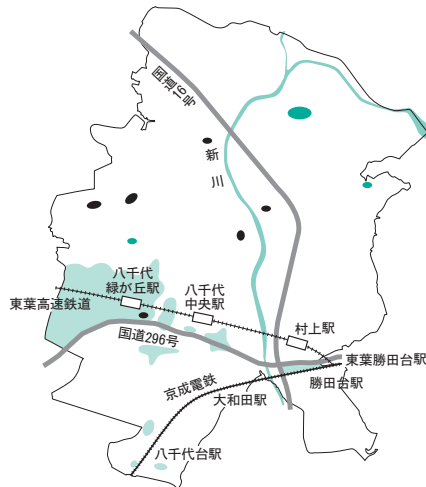 国道16号
新川
八千代
緑が丘駅
八千代
中央駅
東葉高速鉄道
村上駅
国道296号
東葉勝田台駅
勝田台駅
京成電鉄
大和田駅
八千代台駅